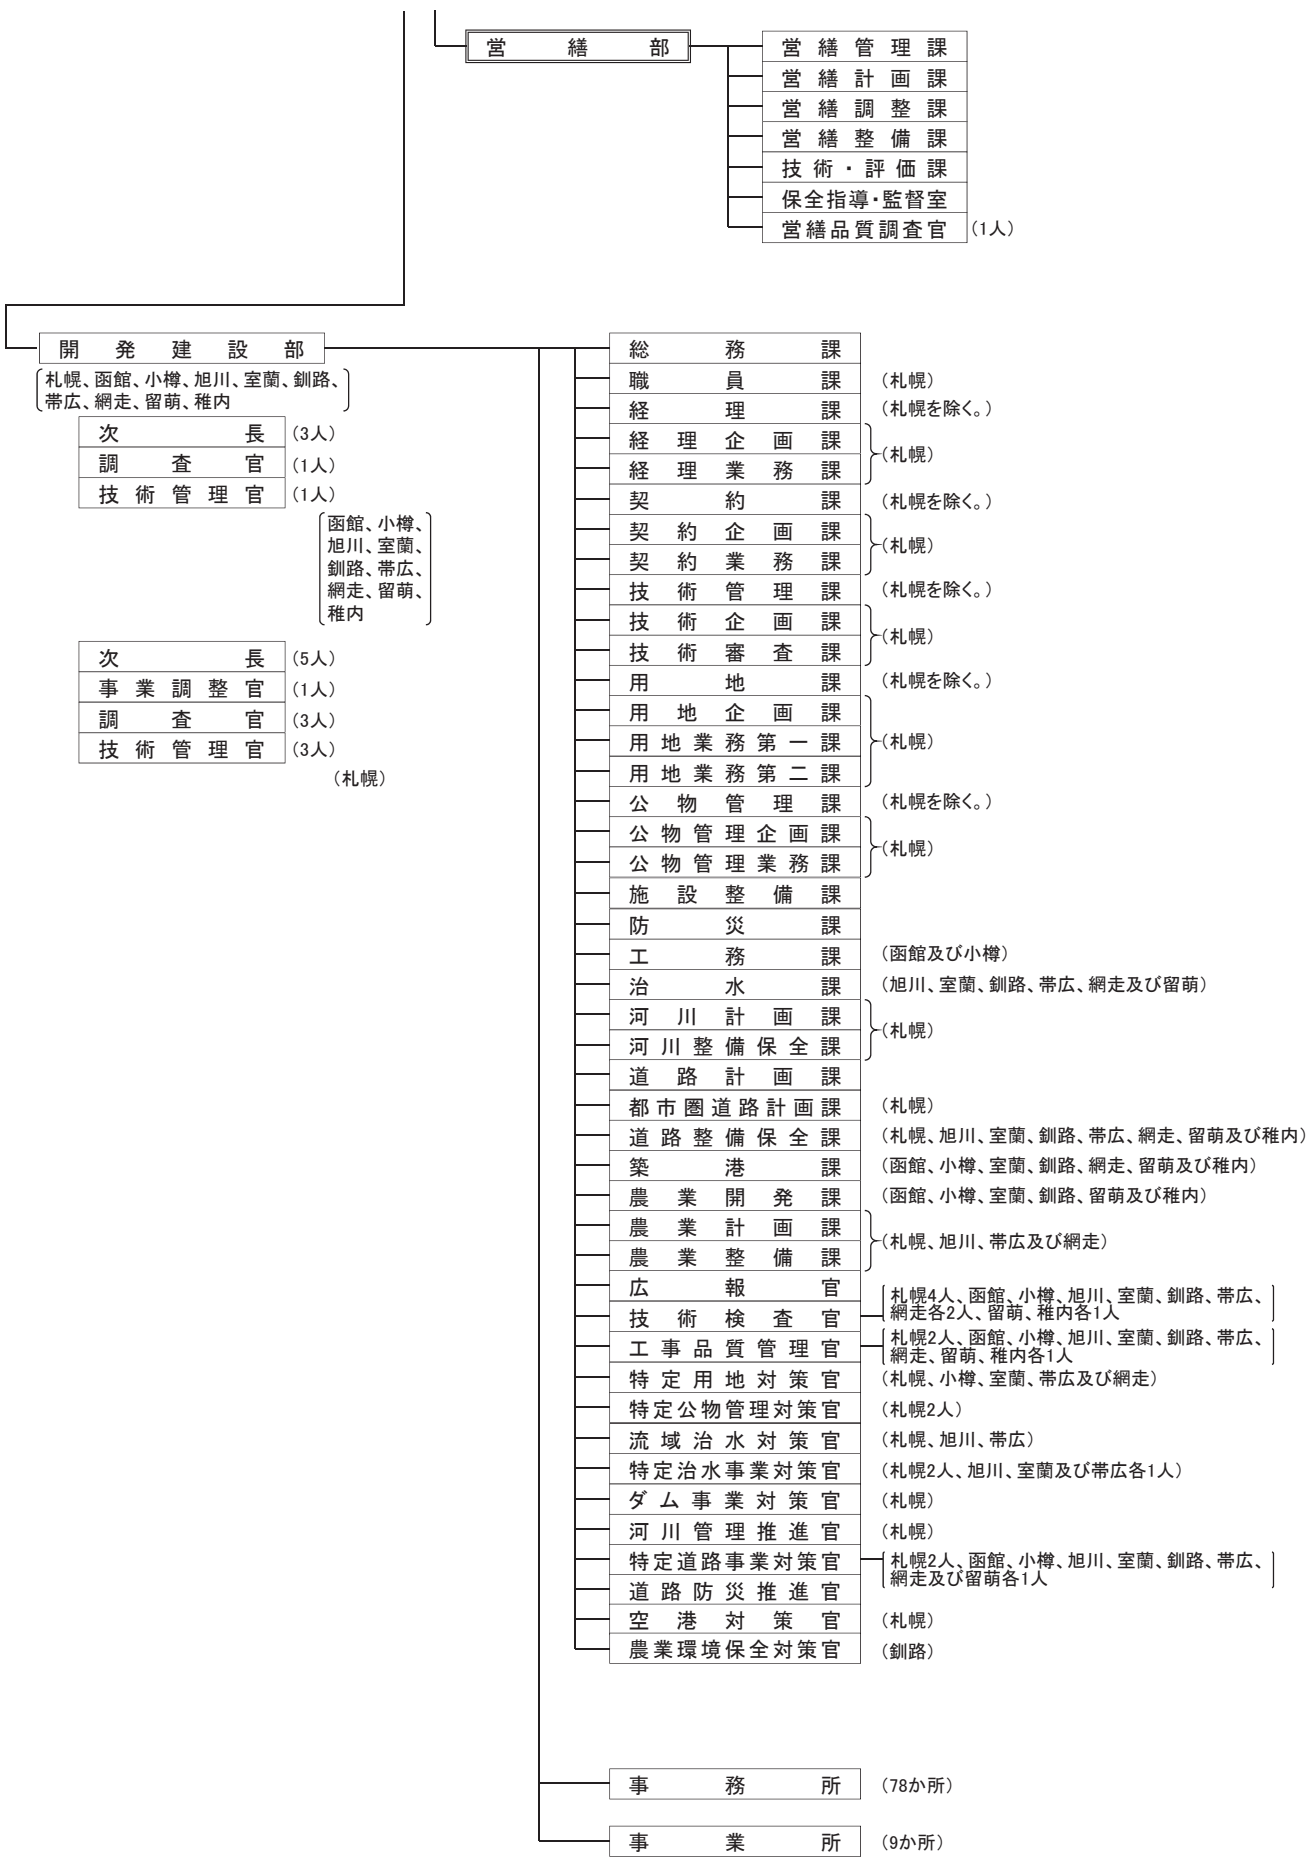 営繕部
営繕管理課
営繕計画課
営繕調整課
営繕整備課
技術・評価課
保全指導・監督室
営繕品質調査官 (1人)
開発建設部
札幌、函館、小樽、旭川、室蘭、釧路、
帯広、網走、留萌、稚内
次長 (3人)
調査官 (1人)
技術管理官 (1人)
函館、小樽、
旭川、室蘭、
釧路、帯広、
網走、留萌、
稚内
次長 (5人)
事業調整官 (1人)
調査官 (3人)
技術管理官 (3人)
(札幌)
総務課
職員課 (札幌)
経理課 (札幌を除く。)
経理企画課
経理業務課
(札幌)
契約課 (札幌を除く。)
契約企画課
契約業務課
(札幌)
技術管理課 (札幌を除く。)
技術企画課
技術審査課
(札幌)
用地課 (札幌を除く。)
用地企画課
用地業務第一課 (札幌)
用地業務第二課
公物管理課 (札幌を除く。)
公物管理企画課
公物管理業務課
(札幌)
施設整備課
防災課
工務課 (函館及び小樽)
治水課 (旭川、室蘭、釧路、帯広、網走及び留萌)
河川計画課
河川整備保全課
(札幌)
道路計画課
都市圏道路計画課 (札幌)
道路整備保全課 (札幌、旭川、室蘭、釧路、帯広、網走、留萌及び稚内)
築港課 (函館、小樽、室蘭、釧路、網走、留萌及び稚内)
農業開発課 (函館、小樽、室蘭、釧路、留萌及び稚内)
農業計画課
農業整備課
(札幌、旭川、帯広及び網走)
広報官
技術検査官
札幌4人、函館、小樽、旭川、室蘭、釧路、帯広、
網走各2人、留萌、稚内各1人
工事品質管理官
札幌2人、函館、小樽、旭川、室蘭、釧路、帯広、
網走、留萌、稚内各1人
特定用地対策官 (札幌、小樽、室蘭、帯広及び網走)
特定公物管理対策官 (札幌2人)
流域治水対策官 (札幌、旭川、帯広)
特定治水事業対策官 (札幌2人、旭川、室蘭及び帯広各1人)
ダム事業対策官 (札幌)
河川管理推進官 (札幌)
特定道路事業対策官
札幌2人、函館、小樽、旭川、室蘭、釧路、帯広、
網走及び留萌各1人
道路防災推進官
空港対策官 (札幌)
農業環境保全対策官 (釧路)
事務所 (78か所)
事業所 (9か所)